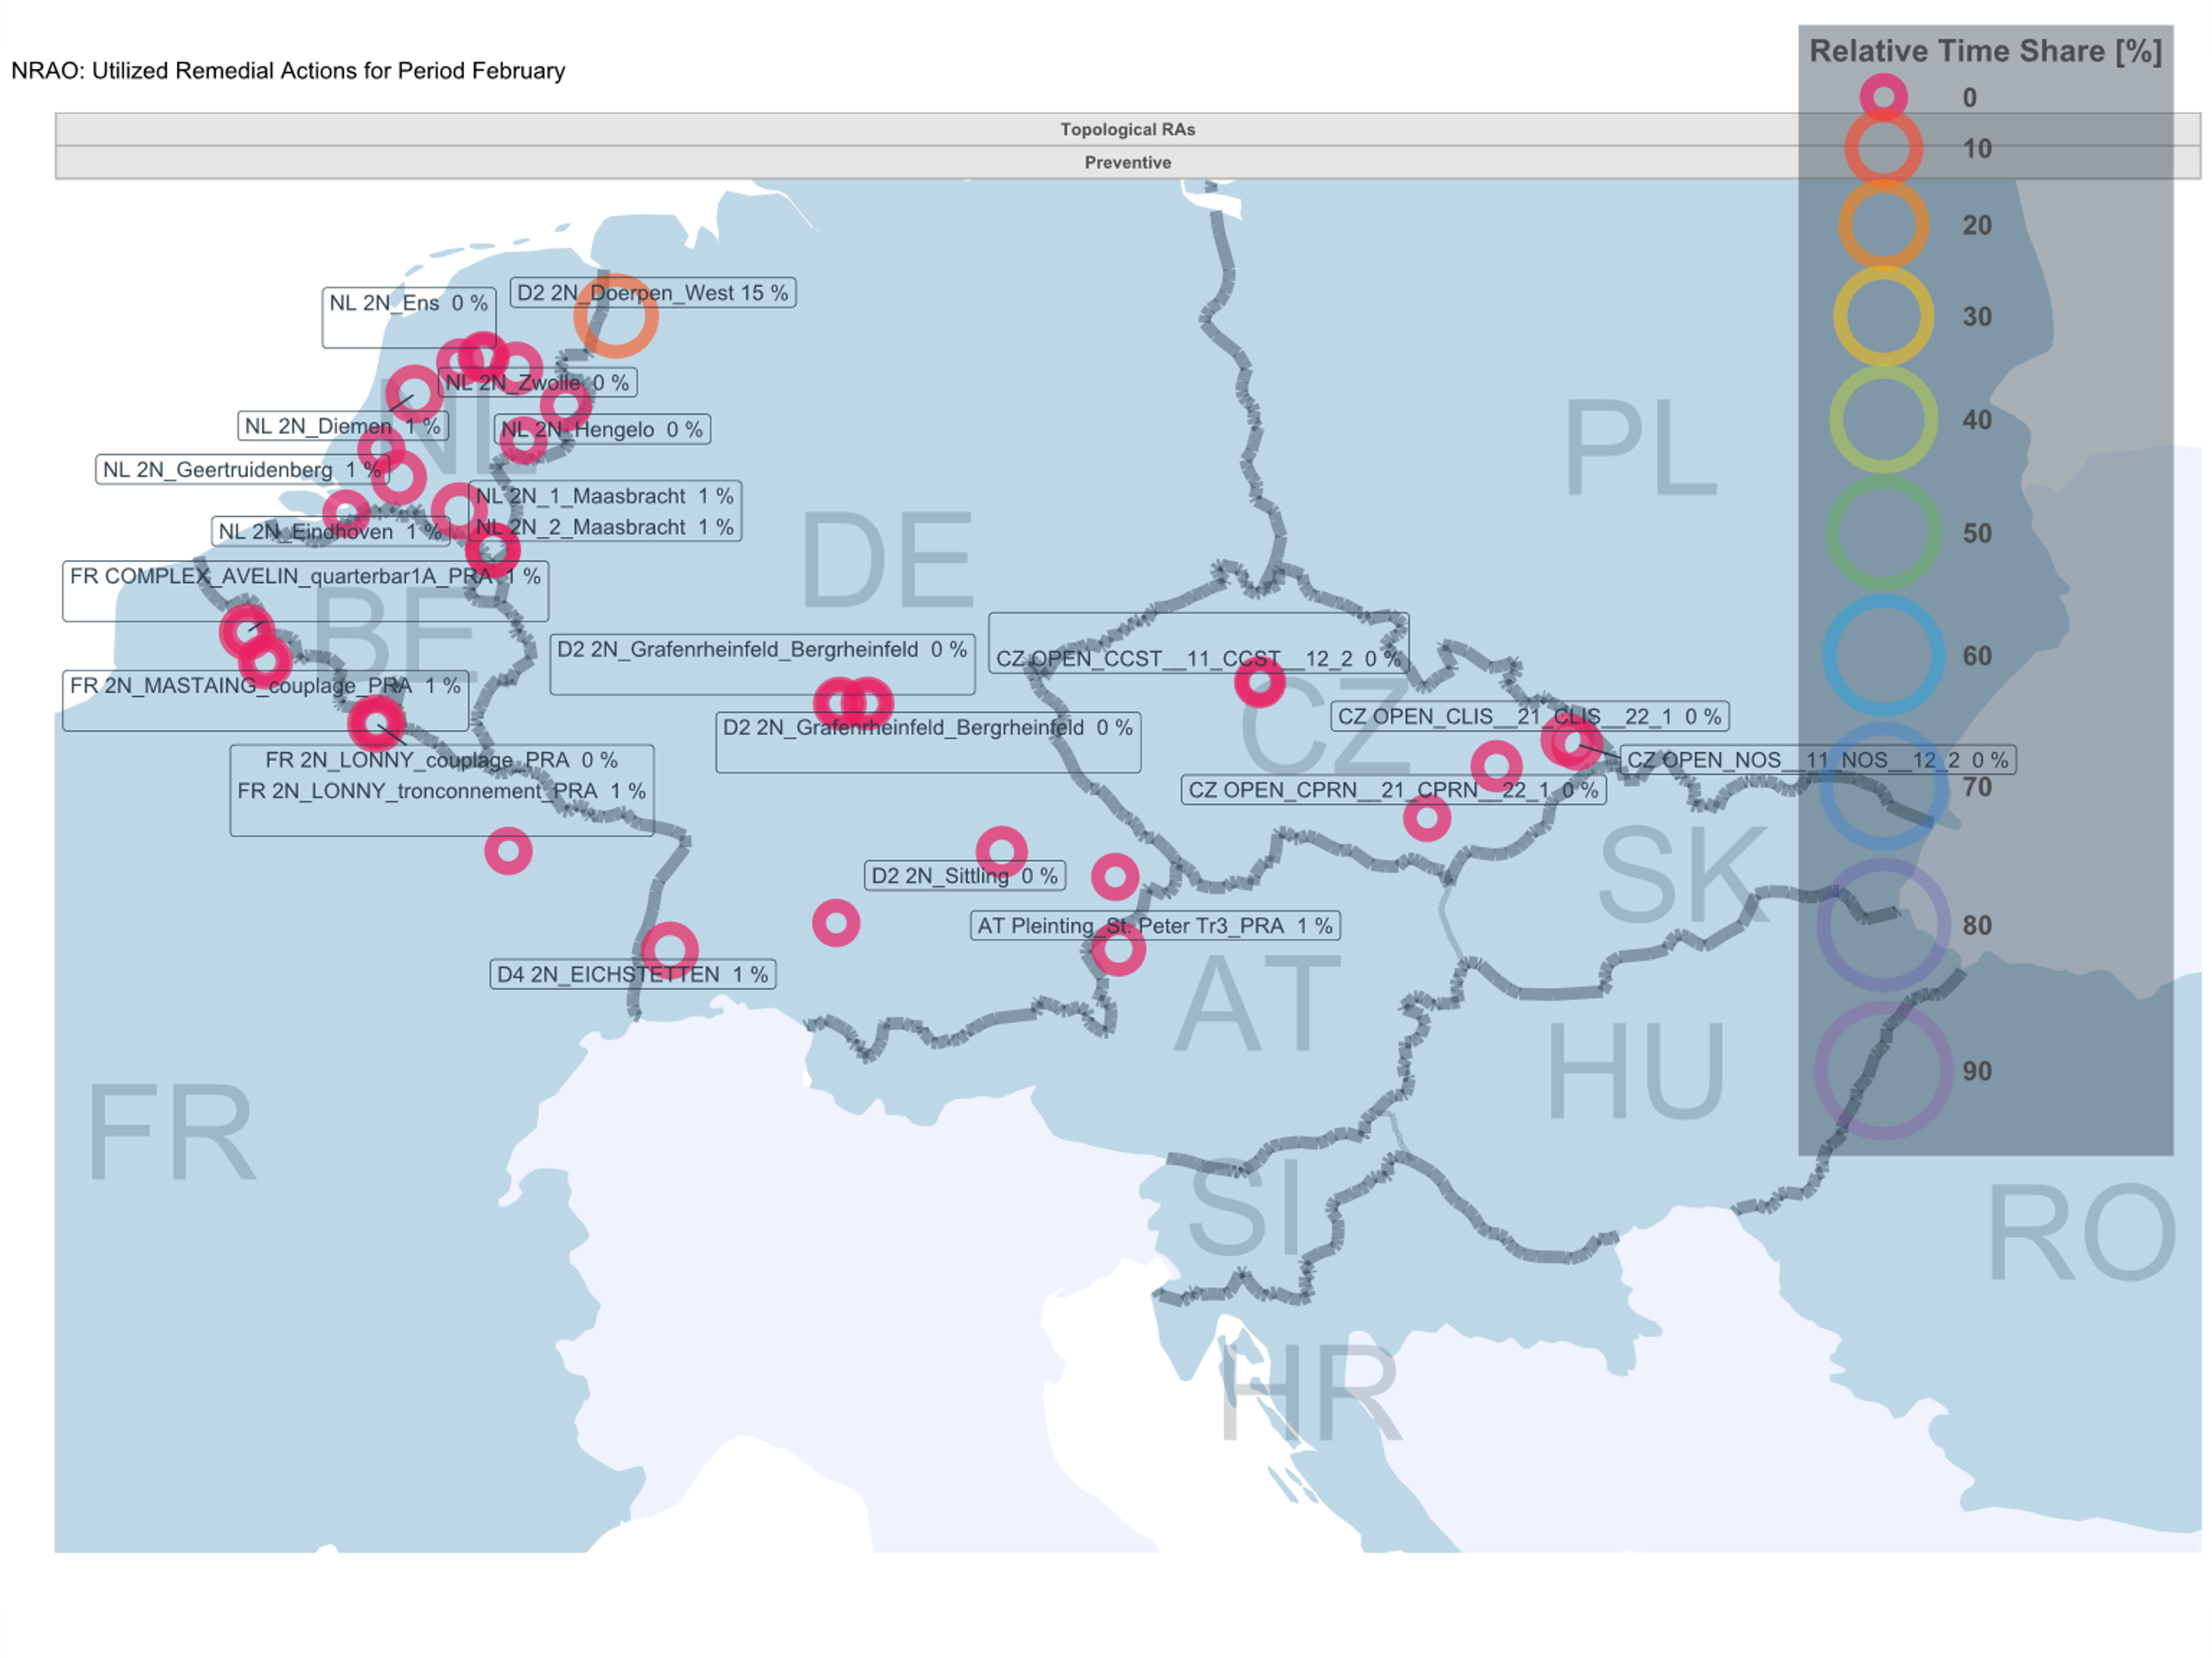 NRAO: Utilized Remedial Actions for Period February
Relative Time Share [%]
0
10
20
30
40
50
60
70
80
90
Topological RAs
Preventive
NL 2N_Ens 0 %
D2 2N_Doerpen_West 15 %
NL 2N_Zwolle 0 %
NL 2N_Diemen 1 %
NL 2N_Hengelo 0 %
NL 2N_Geertruidenberg 1 %
NL 2N_1_Maasbracht 1 %
NL 2N_2_Maasbracht 1 %
NL 2N_Eindhoven 1 %
FR COMPLEX_AVELIN_quarterbar1A_PRA 1 %
D2 2N_Grafenrheinfeld_Bergrheinfeld 0 %
CZ OPEN_CCST__11_CCST__12_2 0 %
FR 2N_MASTAING_couplage_PRA 1 %
D2 2N_Grafenrheinfeld_Bergrheinfeld 0 %
CZ OPEN_CLIS__21_CLIS__22_1 0 %
FR 2N_LONNY_couplage_PRA 0 %
FR 2N_LONNY_tronconnement_PRA 1 %
CZ OPEN_NOS__11_NOS__12_2 0 %
CZ OPEN_CPRN__21_CPRN__22_1 0 %
D2 2N_Sittling 0 %
AT Pleinting_St. Peter Tr3_PRA 1 %
D4 2N_EICHSTETTEN 1 %
NL
PL
DE
BE
CZ
SK
AT
HU
FR
SI
RO
HR